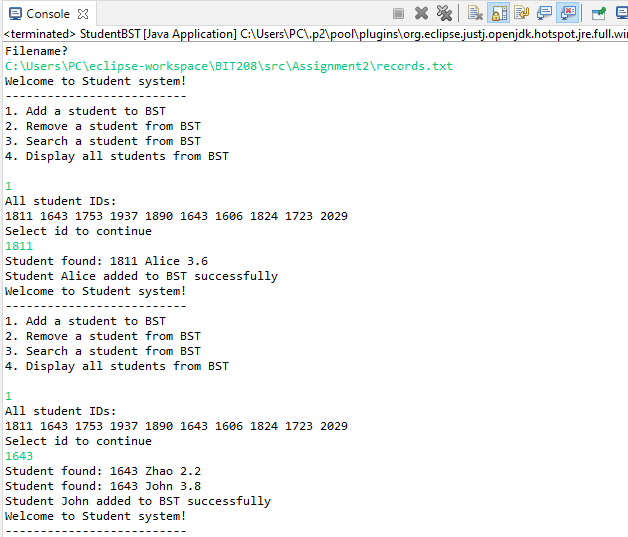 Console
<terminated> StudentBST [Java Application] C:\Users\PC\.p2\pool\plugins\org.eclipse.justj.openjdk.hotspot.jre.full.wi
Filename?
C:\Users\PC\eclipse-workspace\BIT208\src\Assignment2\records.txt
Welcome to Student system!
--------------------------
1. Add a student to BST
2. Remove a student from BST
3. Search a student from BST
4. Display all students from BST
1
All student IDs:
1811 1643 1753 1937 1890 1643 1606 1824 1723 2029
Select id to continue
1811
Student found: 1811 Alice 3.6
Student Alice added to BST successfully
Welcome to Student system!
--------------------------
1. Add a student to BST
2. Remove a student from BST
3. Search a student from BST
4. Display all students from BST
1
All student IDs:
1811 1643 1753 1937 1890 1643 1606 1824 1723 2029
Select id to continue
1643
Student found: 1643 Zhao 2.2
Student found: 1643 John 3.8
Student John added to BST successfully
Welcome to Student system!
--------------------------